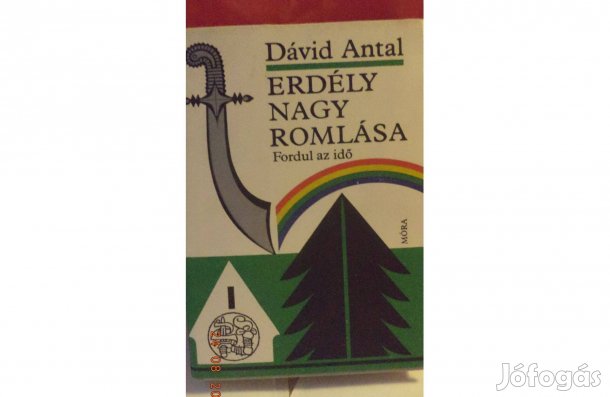 Dávid Antal
ERDÉLY
NAGY
ROMLÁSA
Fordul az idő
MÓRA
I
Jófogás